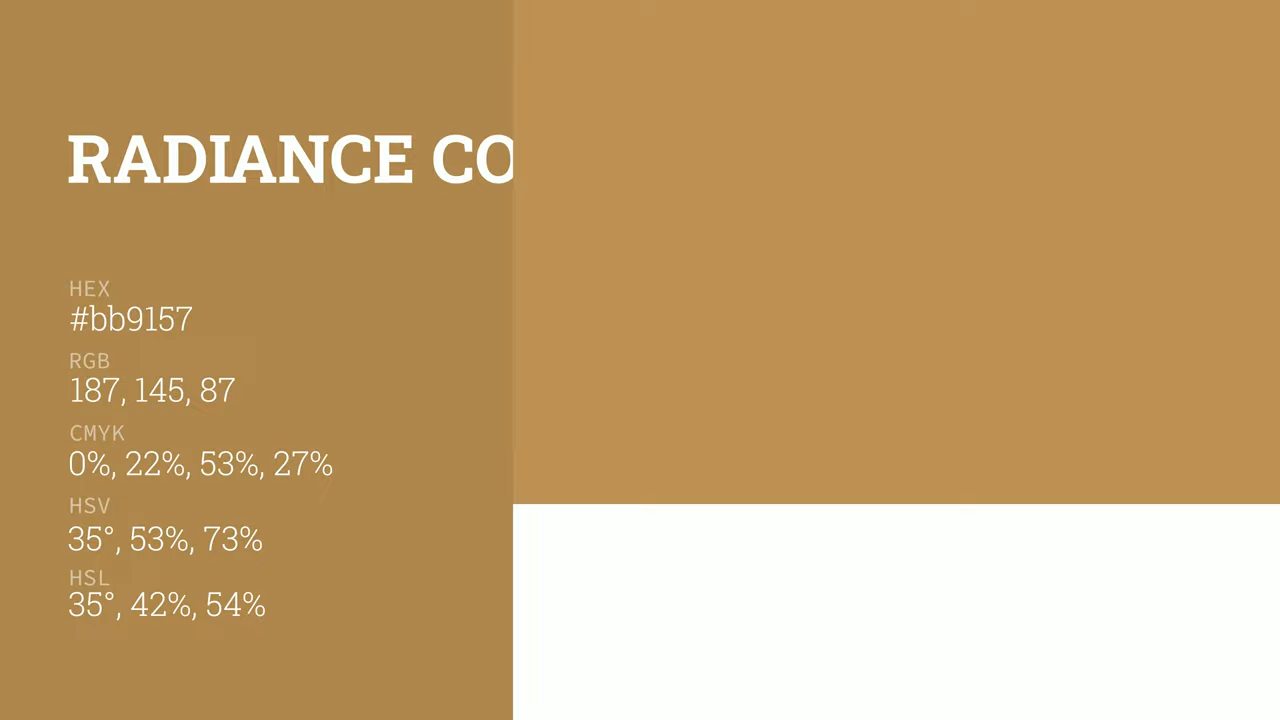 RADIANCE CO
HEX
#bb9157
RGB
187, 145, 87
CMYK
0%, 22%, 53%, 27%
HSV
35°, 53%, 73%
HSL
35°, 42%, 54%